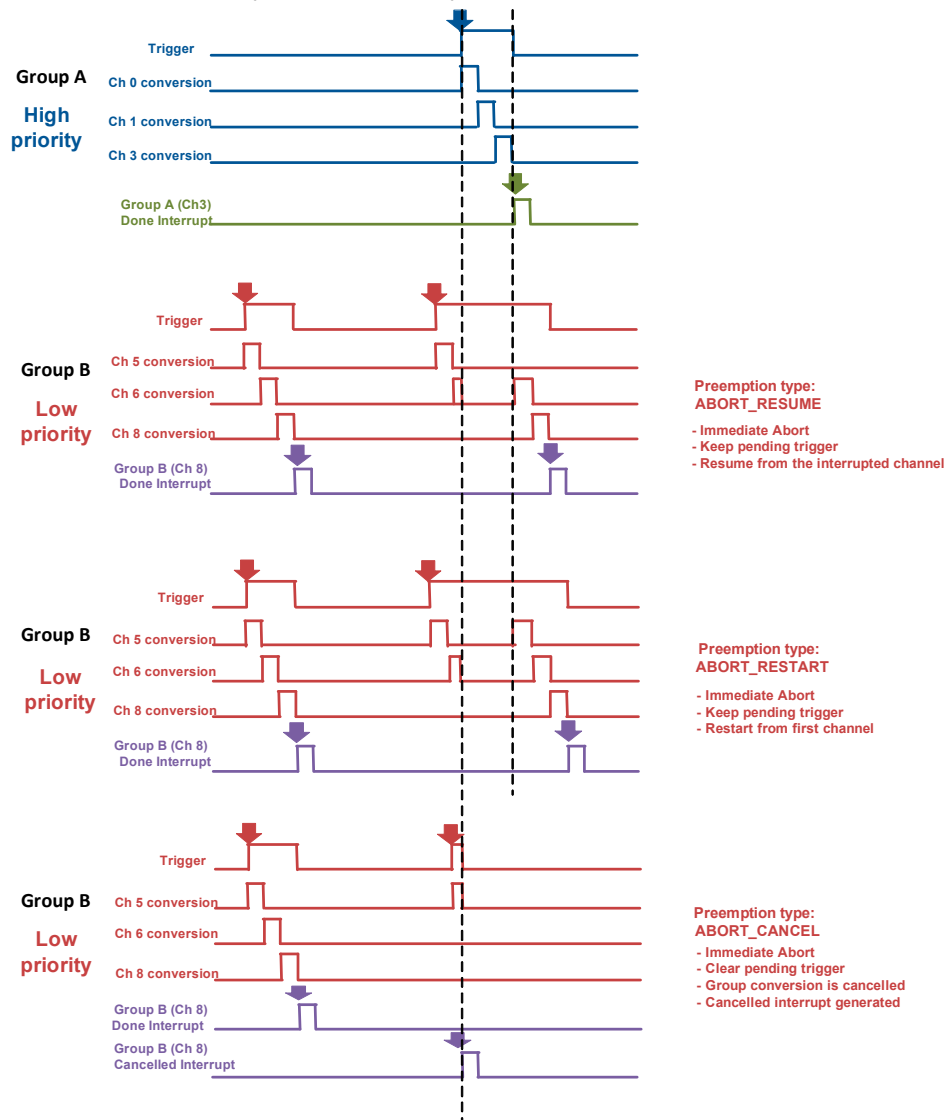 Trigger
Group A
Ch 0 conversion
High
priority
Ch 1 conversion
Ch 3 conversion
Group A (Ch3)
Done Interrupt
Trigger
Group B
Ch 5 conversion
Low
priority
Ch 6 conversion
Ch 8 conversion
Group B (Ch 8)
Done Interrupt
Preemption type:
ABORT_RESUME
- Immediate Abort
- Keep pending trigger
- Resume from the interrupted channel
Trigger
Group B
Ch 5 conversion
Low
priority
Ch 6 conversion
Ch 8 conversion
Group B (Ch 8)
Done Interrupt
Preemption type:
ABORT_RESTART
- Immediate Abort
- Keep pending trigger
- Restart from first channel
Trigger
Group B
Ch 5 conversion
Low
priority
Ch 6 conversion
Ch 8 conversion
Group B (Ch 8)
Done Interrupt
Group B (Ch 8)
Cancelled Interrupt
Preemption type:
ABORT_CANCEL
- Immediate Abort
- Clear pending trigger
- Group conversion is cancelled
- Cancelled interrupt generated